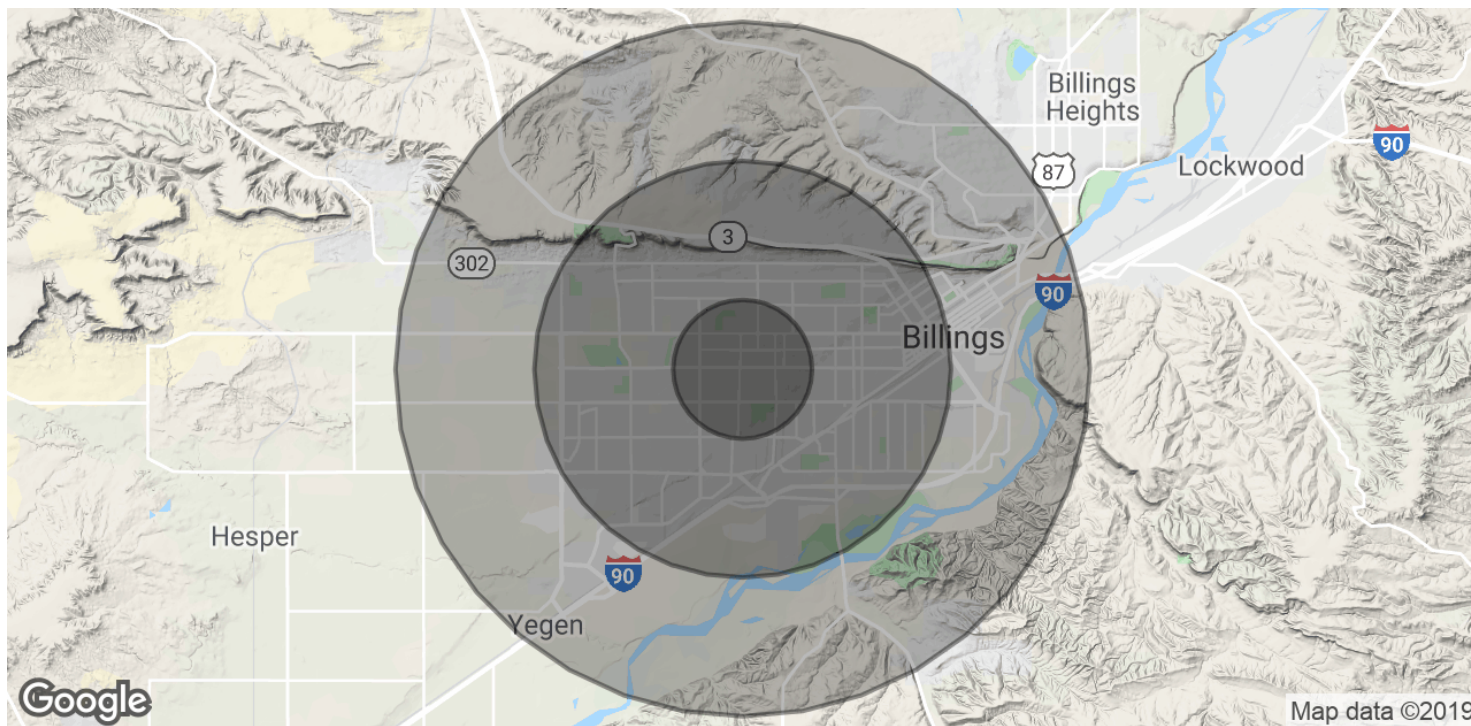 Billings
Heights
90
87
Lockwood
3
302
90
Billings
Hesper
90
Yegen
Google
Map data ©2019